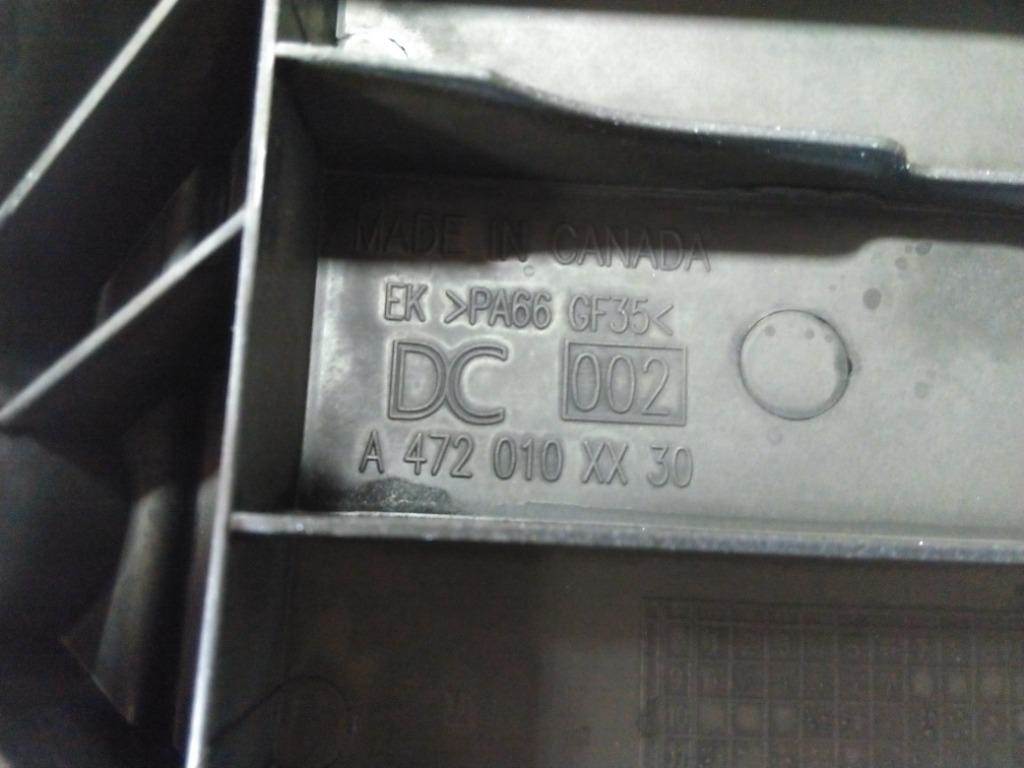 MADE IN CANADA
EK >PA66 GF35<
DC 002
A 472 010 XX 30